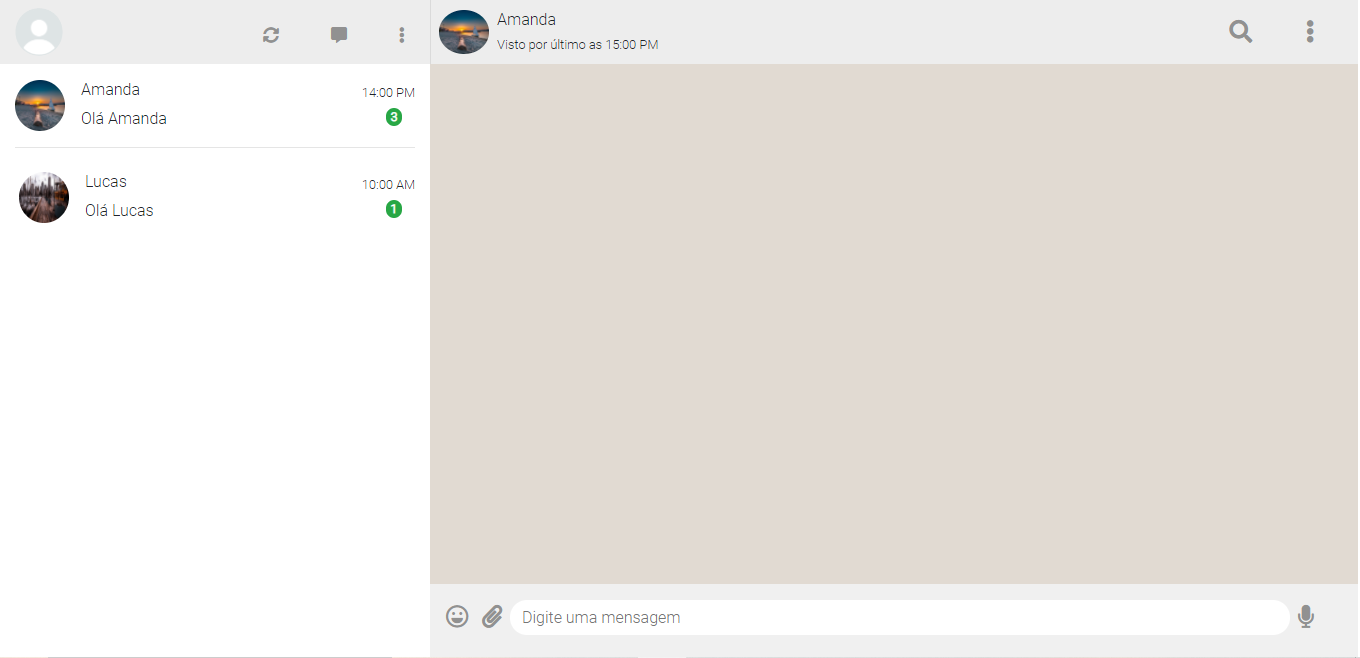 Amanda
14:00 PM
Olá Amanda
3
Lucas
10:00 AM
Olá Lucas
1
Amanda
Visto por último as 15:00 PM
Digite uma mensagem